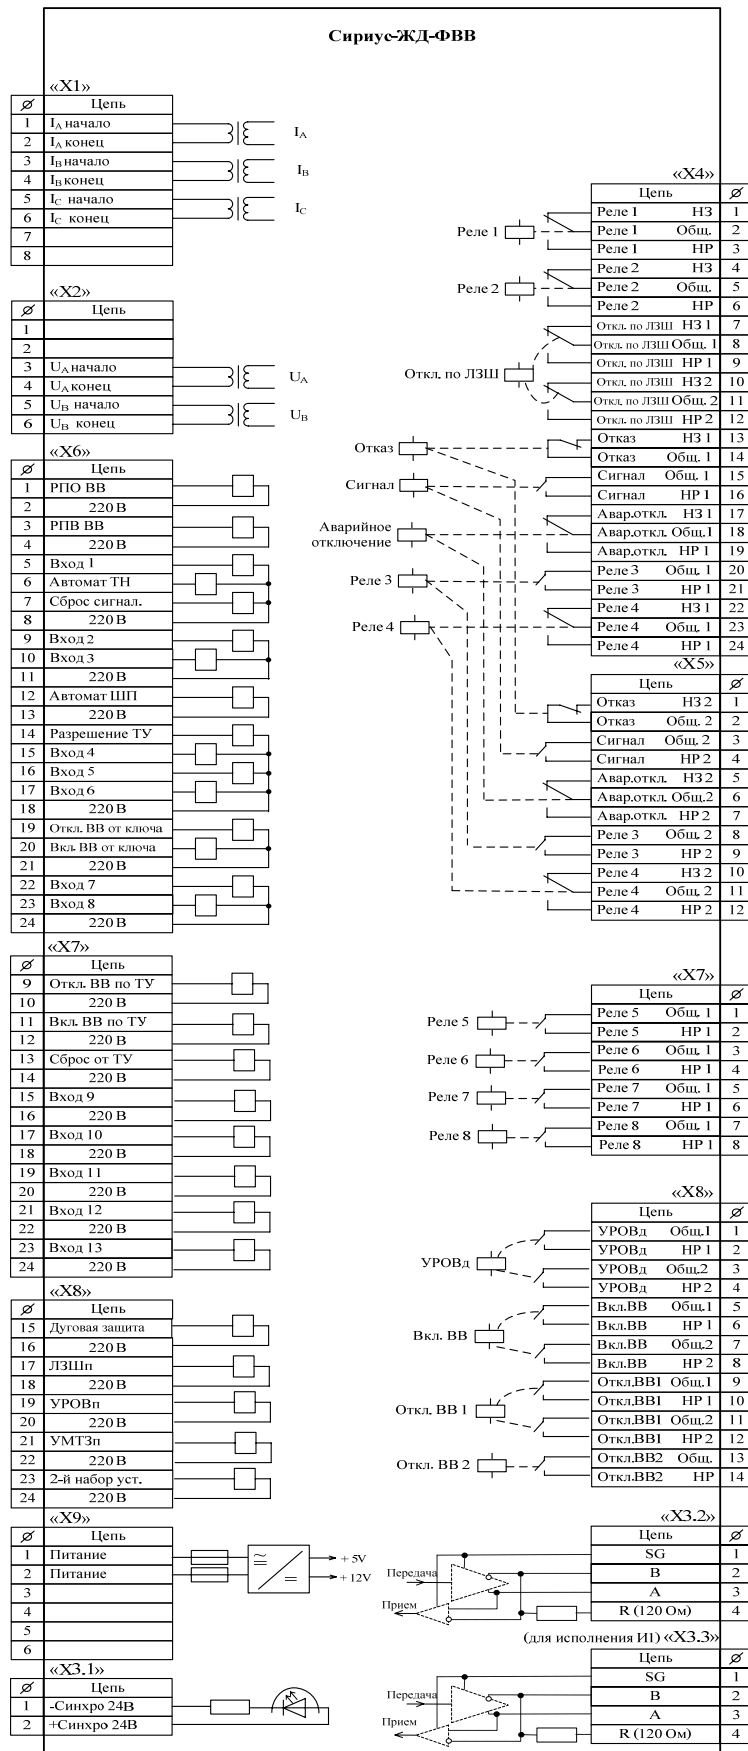 Сириус-ЖД-ФВВ
«X1»
Ø Цепь
1 IA начало
2 IA конец
3 IB начало
4 IB конец
5 IC начало
6 IC конец
7
8
IA
IB
IC
«X2»
Ø Цепь
1
2
3 UA начало
4 UA конец
5 UB начало
6 UB конец
UA
UB
«X6»
Ø Цепь
1 РПО ВВ
2 220 В
3 РПВ ВВ
4 220 В
5 Вход 1
6 Автомат ТН
7 Сброс сигнал.
8 220 В
9 Вход 2
10 Вход 3
11 220 В
12 Автомат ШП
13 220 В
14 Разрешение ТУ
15 Вход 4
16 Вход 5
17 Вход 6
18 220 В
19 Откл. ВВ от ключа
20 Вкл. ВВ от ключа
21 220 В
22 Вход 7
23 Вход 8
24 220 В
«X7»
Ø Цепь
9 Откл. ВВ по ТУ
10 220 В
11 Вкл. ВВ по ТУ
12 220 В
13 Сброс от ТУ
14 220 В
15 Вход 9
16 220 В
17 Вход 10
18 220 В
19 Вход 11
20 220 В
21 Вход 12
22 220 В
23 Вход 13
24 220 В
«X8»
Ø Цепь
15 Дуговая защита
16 220 В
17 ЛЗШп
18 220 В
19 УРОВп
20 220 В
21 УМТЗп
22 220 В
23 2-й набор уст.
24 220 В
«X9»
Ø Цепь
1 Питание
2 Питание
3
4
5
6
+ 5V
+ 12V
«X3.1»
Ø Цепь
1 -Синхро 24В
2 +Синхро 24В
«X4»
Цепь Ø
Реле 1 НЗ 1
Реле 1 Общ. 2
Реле 1 НР 3
Реле 2 НЗ 4
Реле 2 Общ. 5
Реле 2 НР 6
Откл. по ЛЗШ НЗ 1 7
Откл. по ЛЗШ Общ. 1 8
Откл. по ЛЗШ НР 1 9
Откл. по ЛЗШ НЗ 2 10
Откл. по ЛЗШ Общ. 2 11
Откл. по ЛЗШ НР 2 12
Отказ НЗ 1 13
Отказ Общ. 1 14
Сигнал Общ. 1 15
Сигнал НР 1 16
Авар.откл. НЗ 1 17
Авар.откл. Общ.1 18
Авар.откл. НР 1 19
Реле 3 Общ. 1 20
Реле 3 НР 1 21
Реле 4 НЗ 1 22
Реле 4 Общ. 1 23
Реле 4 НР 1 24
Реле 1
Реле 2
Откл. по ЛЗШ
Отказ
Сигнал
Аварийное
отключение
Реле 3
Реле 4
«X5»
Цепь Ø
Отказ НЗ 2 1
Отказ Общ. 2 2
Сигнал Общ. 2 3
Сигнал НР 2 4
Авар.откл. НЗ 2 5
Авар.откл. Общ.2 6
Авар.откл. НР 2 7
Реле 3 Общ. 2 8
Реле 3 НР 2 9
Реле 4 НЗ 2 10
Реле 4 Общ. 2 11
Реле 4 НР 2 12
«X7»
Цепь Ø
Реле 5 Общ. 1 1
Реле 5 НР 1 2
Реле 6 Общ. 1 3
Реле 6 НР 1 4
Реле 7 Общ. 1 5
Реле 7 НР 1 6
Реле 8 Общ. 1 7
Реле 8 НР 1 8
Реле 5
Реле 6
Реле 7
Реле 8
«X8»
Цепь Ø
УРОВд Общ.1 1
УРОВд НР 1 2
УРОВд Общ.2 3
УРОВд НР 2 4
Вкл.ВВ Общ.1 5
Вкл.ВВ НР 1 6
Вкл.ВВ Общ.2 7
Вкл.ВВ НР 2 8
Откл.ВВ1 Общ.1 9
Откл.ВВ1 НР 1 10
Откл.ВВ1 Общ.2 11
Откл.ВВ1 НР 2 12
Откл.ВВ2 Общ. 13
Откл.ВВ2 НР 14
УРОВд
Вкл. ВВ
Откл. ВВ 1
Откл. ВВ 2
«X3.2»
Цепь Ø
SG 1
B 2
A 3
R (120 Ом) 4
Передача
Прием
(для исполнения И1) «X3.3»
Цепь Ø
SG 1
B 2
A 3
R (120 Ом) 4
Передача
Прием